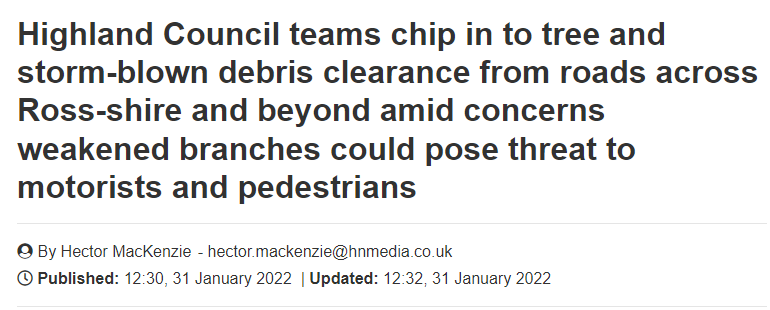 Highland Council teams chip in to tree and
storm-blown debris clearance from roads across
Ross-shire and beyond amid concerns
weakened branches could pose threat to
motorists and pedestrians
By Hector MacKenzie - hector.mackenzie@hnmedia.co.uk
Published: 12:30, 31 January 2022 | Updated: 12:32, 31 January 2022